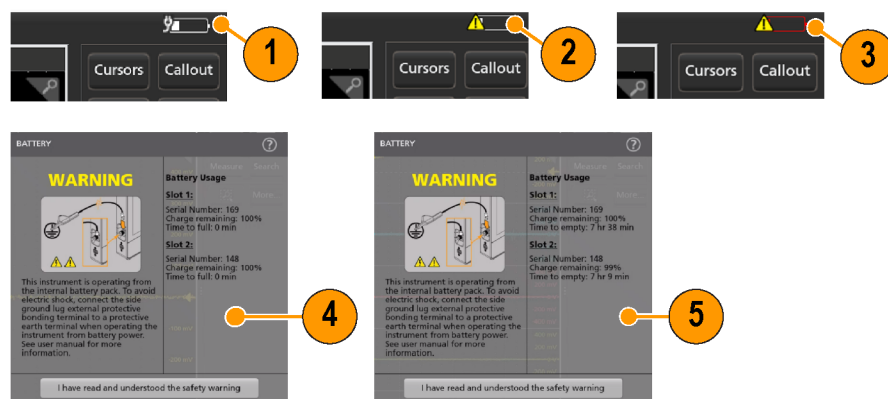 1
2
3
Cursors Callout
Cursors Callout
Cursors Callout
BATTERY ?
WARNING
This instrument is operating from
the internal battery pack. To avoid
electric shock, connect the side
ground lug external protective
bonding terminal to a protective
earth terminal when operating the
instrument from battery power.
See user manual for more
information.
Measure Search
Battery Usage
Slot 1:
More...
Serial Number: 169
Charge remaining: 100%
Time to full: 0 min
Slot 2:
Serial Number: 148
Charge remaining: 100%
Time to full: 0 min
I have read and understood the safety warning
4
BATTERY ?
WARNING
This instrument is operating from
the internal battery pack. To avoid
electric shock, connect the side
ground lug external protective
bonding terminal to a protective
earth terminal when operating the
instrument from battery power.
See user manual for more
information.
Measure Search
Battery Usage
Slot 1:
More...
Serial Number: 169
Charge remaining: 100%
Time to empty: 7 hr 38 min
Slot 2:
Serial Number: 148
Charge remaining: 99%
Time to empty: 7 hr 9 min
I have read and understood the safety warning
5